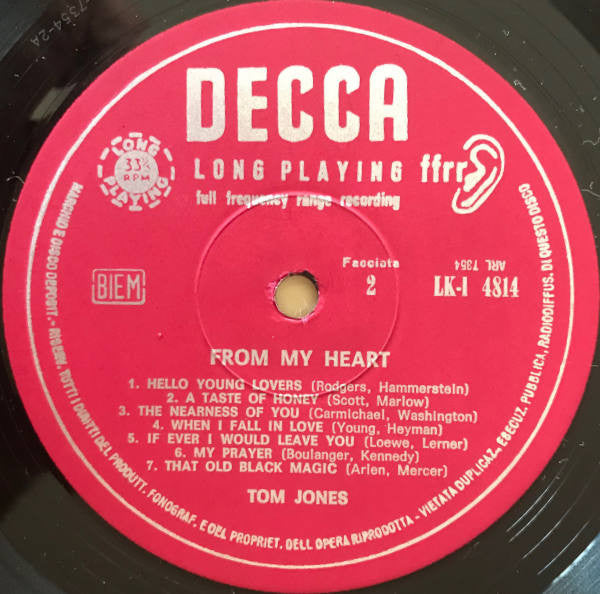 7354-2A
DECCA
LONG PLAYING
33⅓
RPM
LONG PLAYING ffrr
full frequency range recording
BIEM
Facciata
2
ARL 7354
LK-I 4814
FROM MY HEART
1. HELLO YOUNG LOVERS (Rodgers, Hammerstein)
2. A TASTE OF HONEY (Scott, Marlow)
3. THE NEARNESS OF YOU (Carmichael, Washington)
4. WHEN I FALL IN LOVE (Young, Heyman)
5. IF EVER I WOULD LEAVE YOU (Loewe, Lerner)
6. MY PRAYER (Boulanger, Kennedy)
7. THAT OLD BLACK MAGIC (Arlen, Mercer)
TOM JONES
MARCHIO E DISCO DEPOSIT. - RISERV. TUTTI I DIRITTI DEL PRODUTT. FONOGRAF. E DEL PROPRIET. DELL OPERA RIPRODOTTA - VIETATA DUPLICAZ., ESECUZ. PUBBLICA, RADIODIFFUS. DI QUESTO DISCO